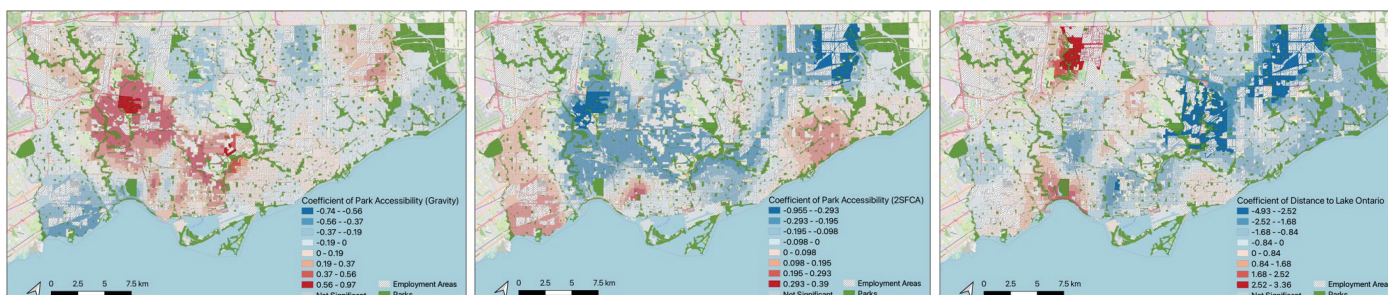 Coefficient of Park Accessibility (Gravity)
-0.74 - -0.56
-0.56 - -0.37
-0.37 - -0.19
-0.19 - 0
0 - 0.19
0.19 - 0.37
0.37 - 0.56
0.56 - 0.97
Not Significant
Employment Areas
Parks
0 2.5 5 7.5 km
Coefficient of Park Accessibility (2SFCA)
-0.955 - -0.293
-0.293 - -0.195
-0.195 - -0.098
-0.098 - 0
0 - 0.098
0.098 - 0.195
0.195 - 0.293
0.293 - 0.39
Not Significant
Employment Areas
Parks
0 2.5 5 7.5 km
Coefficient of Distance to Lake Ontario
-4.93 - -2.52
-2.52 - -1.68
-1.68 - -0.84
-0.84 - 0
0 - 0.84
0.84 - 1.68
1.68 - 2.52
2.52 - 3.36
Not Significant
Employment Areas
Parks
0 2.5 5 7.5 km